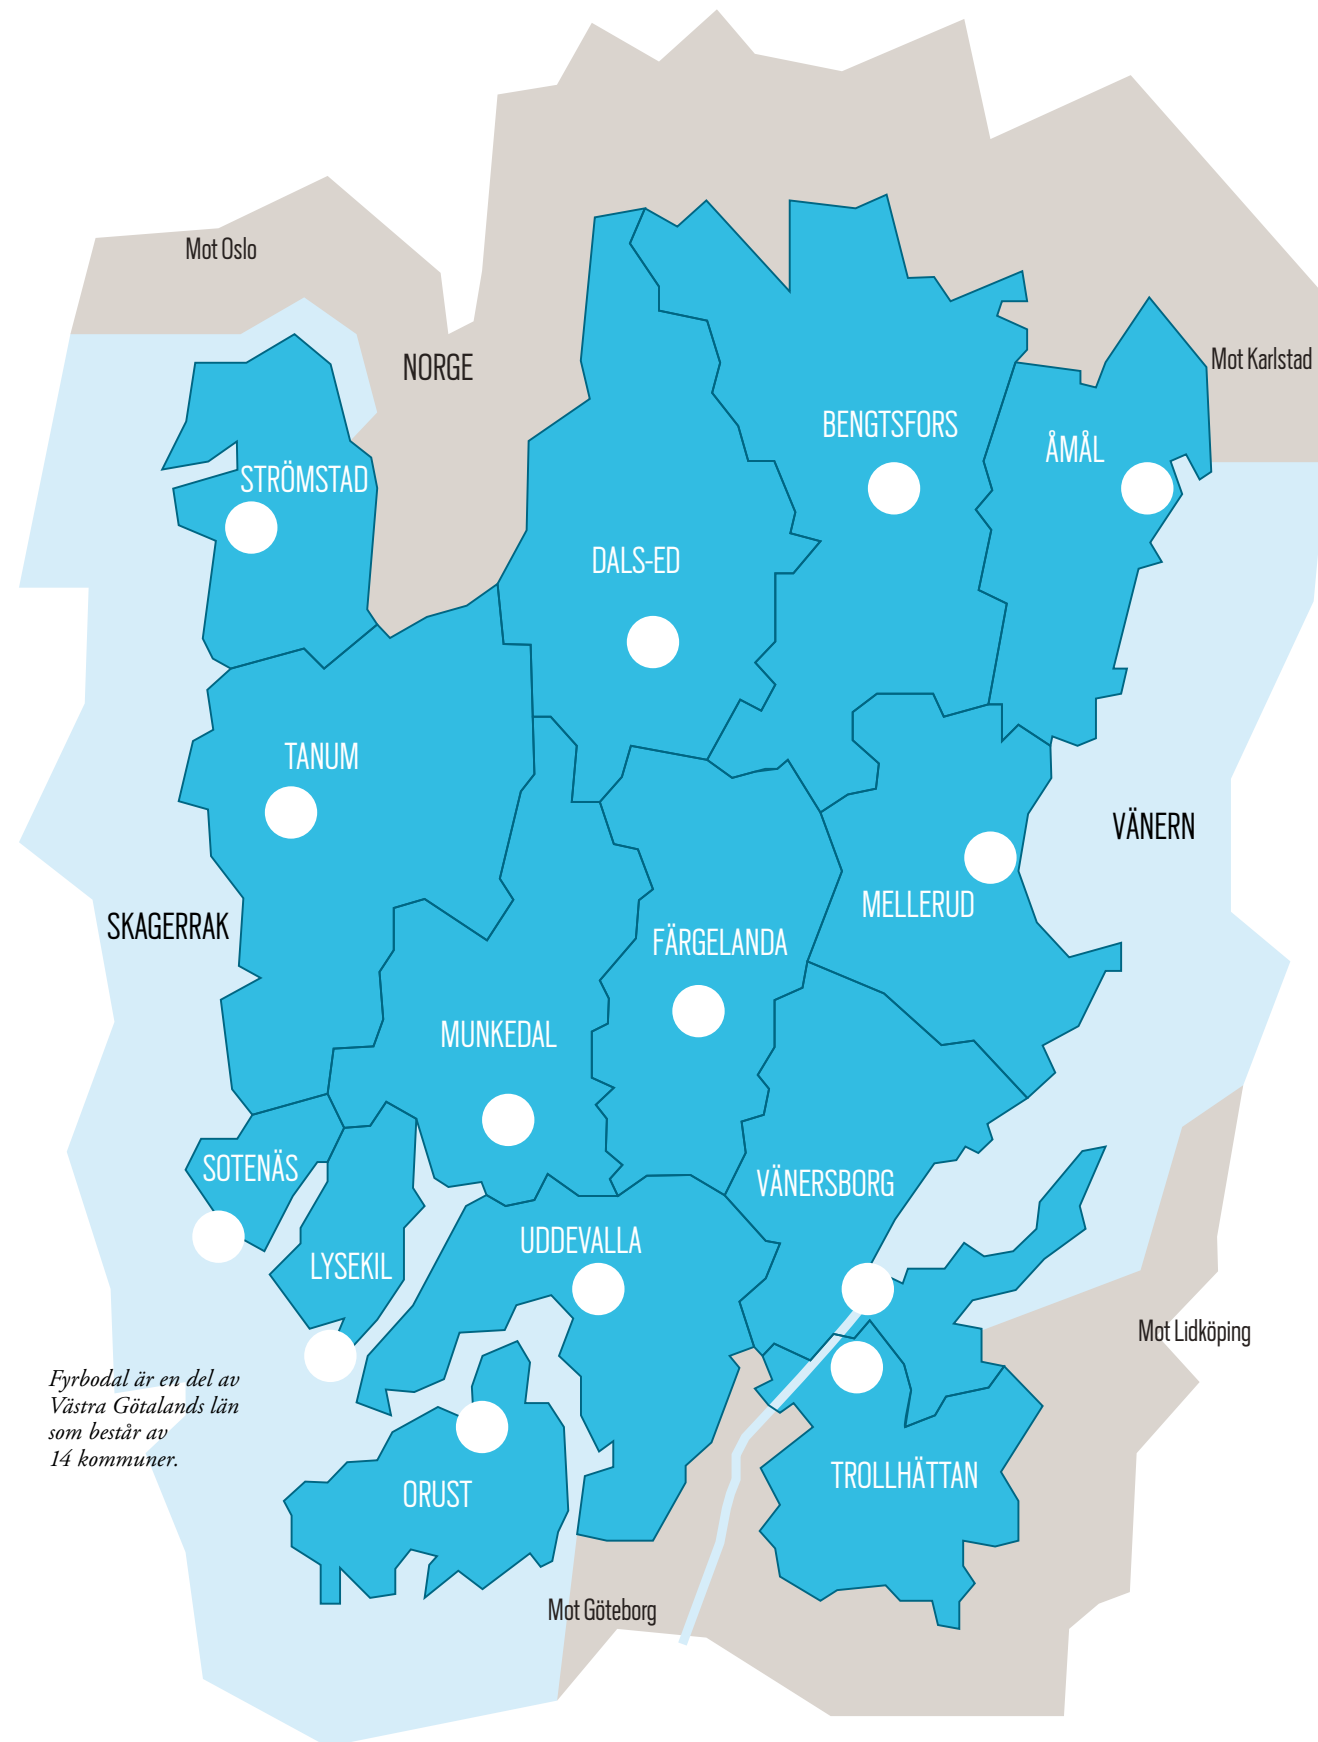 Mot Oslo
NORGE
Mot Karlstad
BENGTSFORS
ÅMÅL
STRÖMSTAD
DALS-ED
TANUM
VÄNERN
MELLERUD
SKAGERRAK
FÄRGELANDA
MUNKEDAL
SOTENÄS
VÄNERSBORG
UDDEVALLA
LYSEKIL
Mot Lidköping
Fyrbodal är en del av
Västra Götalands län
som består av
14 kommuner.
TROLLHÄTTAN
ORUST
Mot Göteborg